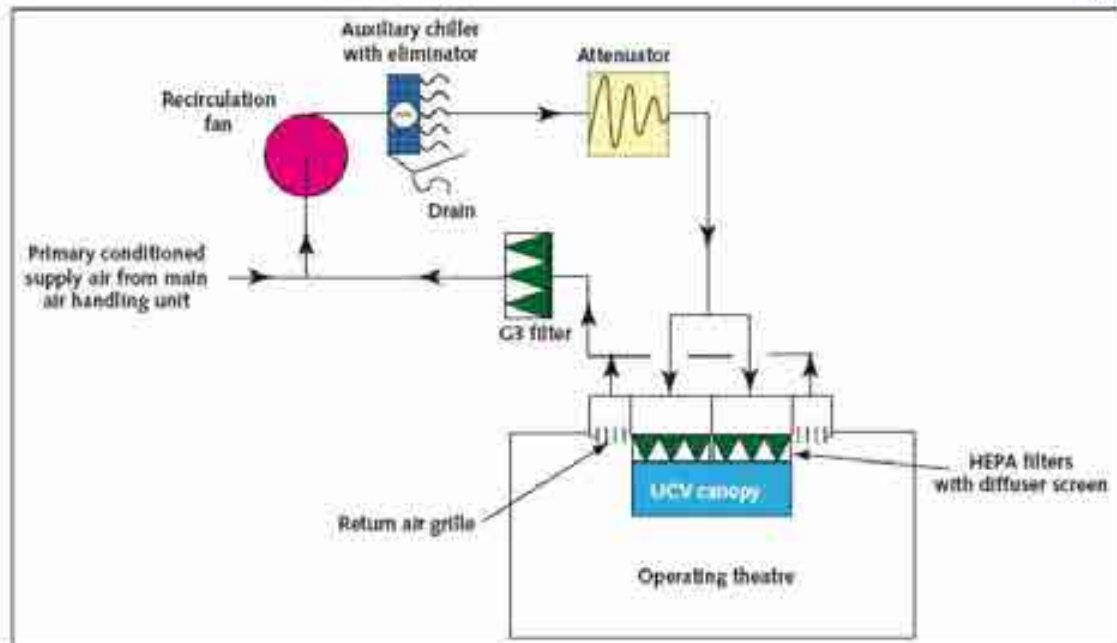 Auxiliary chiller
with eliminator
Attenuator
Recirculation
fan
Drain
Primary conditioned
supply air from main
air handling unit
G3 filter
HEPA filters
with diffuser screen
UCV canopy
Return air grille
Operating theatre